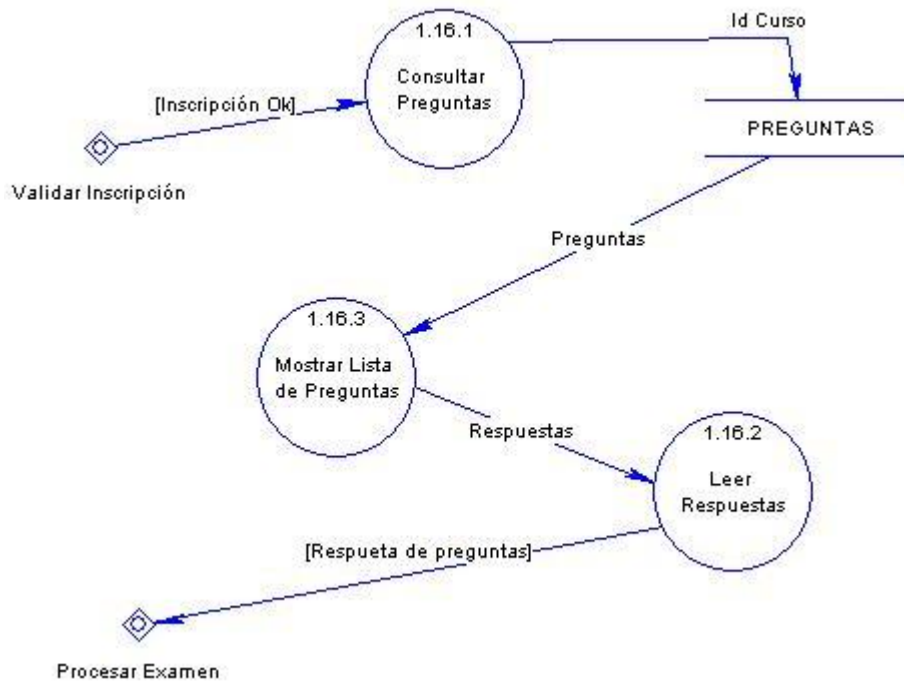 Id Curso
1.16.1
Consultar
Preguntas
[Inscripción Ok]
PREGUNTAS
Validar Inscripción
Preguntas
1.16.3
Mostrar Lista
de Preguntas
Respuestas
1.16.2
Leer
Respuestas
[Respueta de preguntas]
Procesar Examen